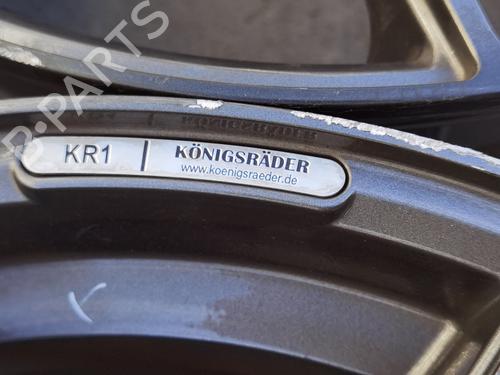 B-PARTS
KR1 | KÖNIGSRÄDER
www.koenigsraeder.de